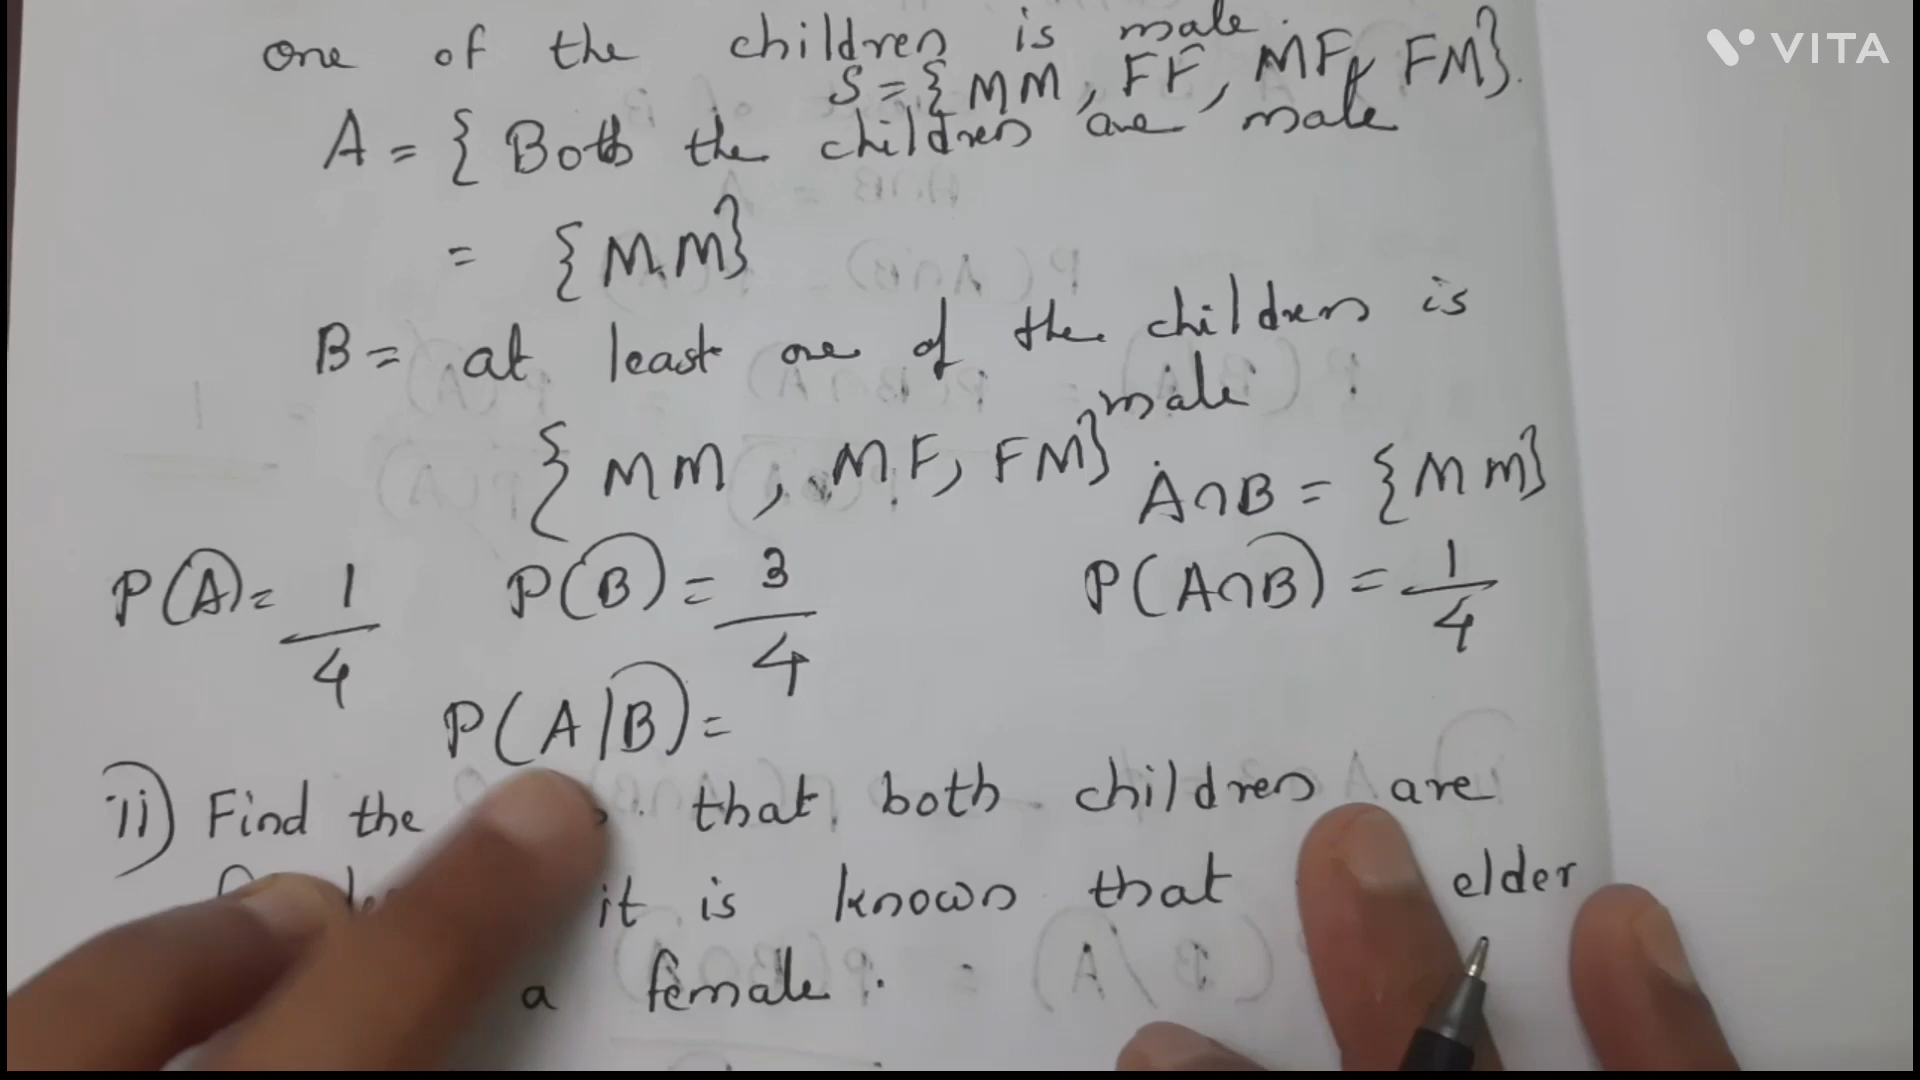 one of the children is male.
VITA
S = {MM, FF, MF, FM}.
A = { Both the children are male
= {MM}
B = at least one of the children is
male
{MM, MF, FM}
A∩B = {MM}
P(A) = 1/4 P(B) = 3/4 P(A∩B) = 1/4
P(A|B) =
ii) Find the that both children are
it is known that elder
a female.